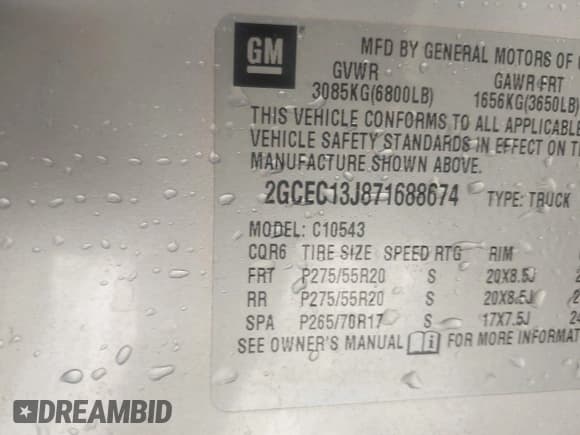 GM
MFD BY GENERAL MOTORS OF
GVWR GAWR FRT
3085KG(6800LB) 1656KG(3650LB)
THIS VEHICLE CONFORMS TO ALL APPLICABLE
VEHICLE SAFETY STANDARDS IN EFFECT ON
MANUFACTURE SHOWN ABOVE.
2GCEC13J871688674 TYPE: TRUCK
MODEL: C10543
CQR6 TIRE SIZE SPEED RTG RIM
FRT P275/55R20 S 20X8.5J
RR P275/55R20 S 20X8.5J
SPA P265/70R17 S 17X7.5J
SEE OWNER'S MANUAL i FOR MORE
DREAMBID